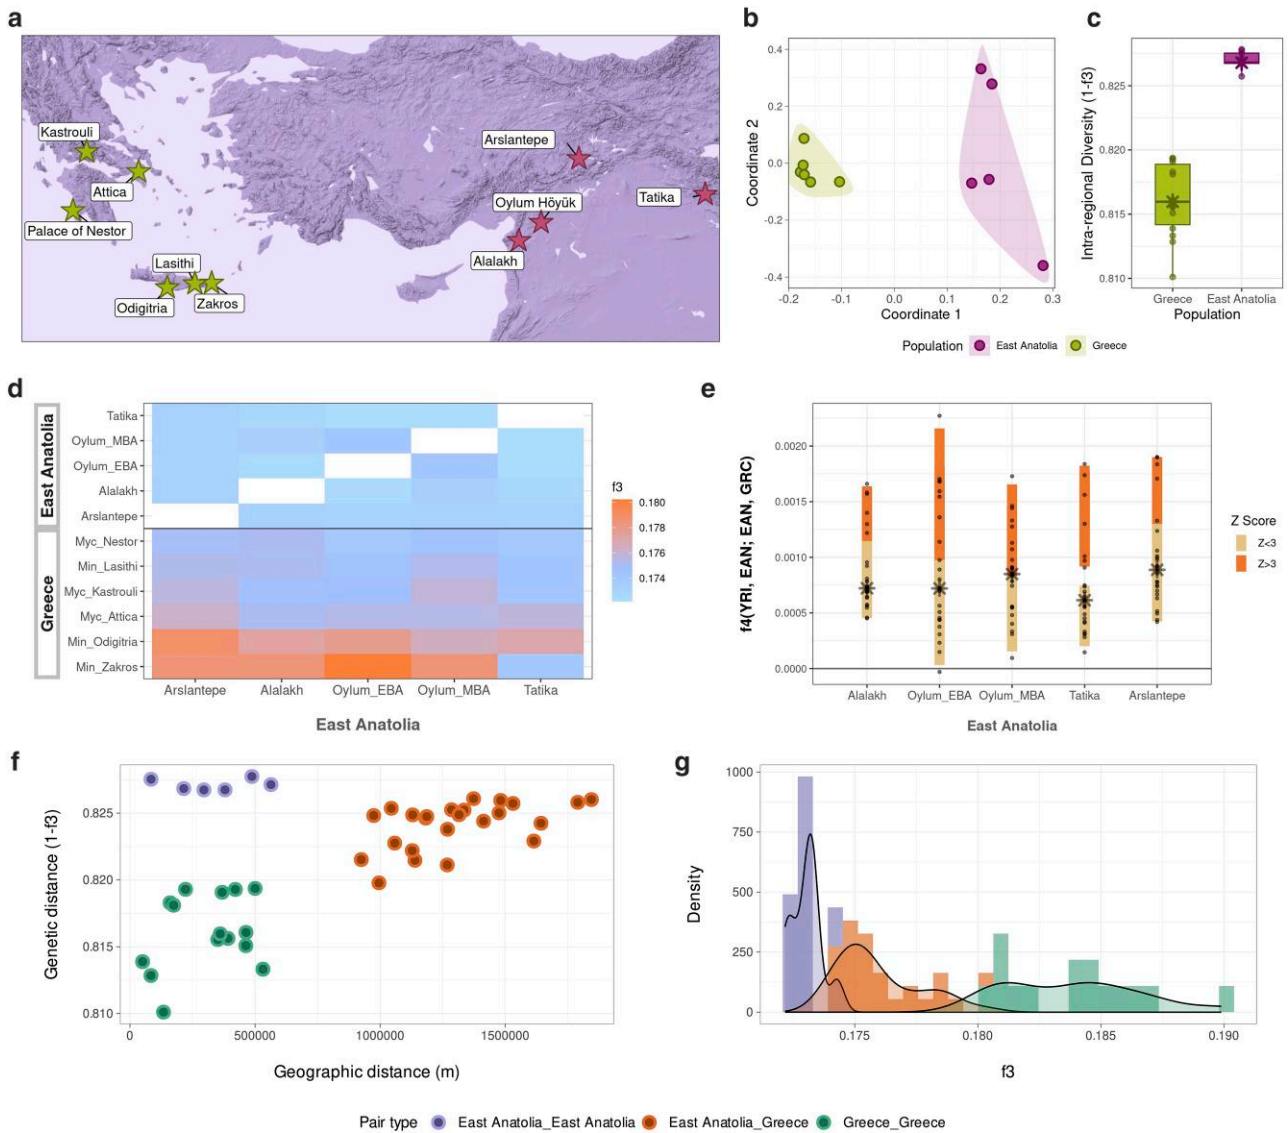 a
Kastrouli
Attica
Palace of Nestor
Lasithi
Odigitria
Zakros
Arslantepe
Oylum Höyük
Alalakh
Tatika
b
Coordinate 2
0.4
0.2
0.0
-0.2
-0.4
-0.2
-0.1
0.0
0.1
0.2
0.3
Coordinate 1
c
Intra-regional Diversity (1-f3)
0.825
0.820
0.815
0.810
Greece
East Anatolia
Population
Population
East Anatolia
Greece
d
East Anatolia
Greece
Tatika
Oylum_MBA
Oylum_EBA
Alalakh
Arslantepe
Myc_Nestor
Min_Lasithi
Myc_Kastrouli
Myc_Attica
Min_Odigitria
Min_Zakros
Arslantepe
Alalakh
Oylum_EBA
Oylum_MBA
Tatika
East Anatolia
f3
0.180
0.178
0.176
0.174
e
f4(YRI, EAN; EAN, GRC)
0.0020
0.0015
0.0010
0.0005
0.0000
Alalakh
Oylum_EBA
Oylum_MBA
Tatika
Arslantepe
East Anatolia
Z Score
Z<3
Z>3
f
Genetic distance (1-f3)
0.825
0.820
0.815
0.810
0
500000
1000000
1500000
Geographic distance (m)
g
Density
1000
750
500
250
0
0.175
0.180
0.185
0.190
f3
Pair type
East Anatolia_East Anatolia
East Anatolia_Greece
Greece_Greece